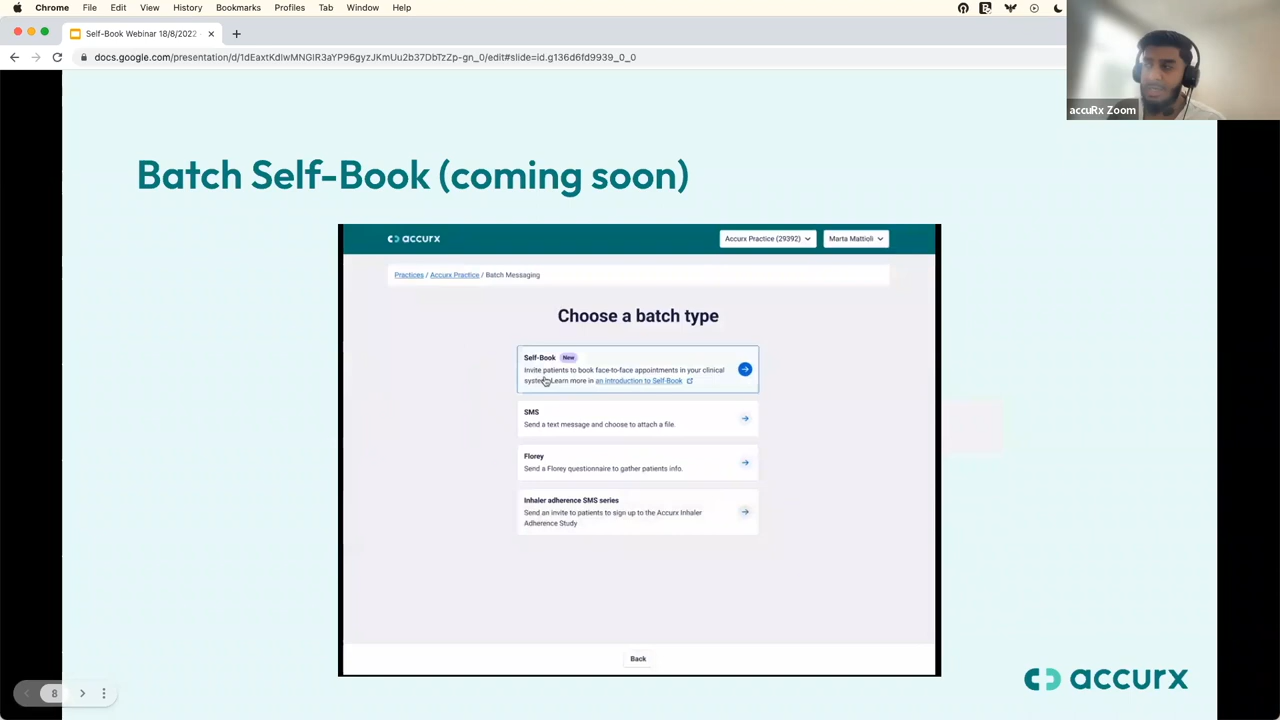 Chrome File Edit View History Bookmarks Profiles Tab Window Help
Self-Book Webinar 18/8/2022
docs.google.com/presentation/d/1dEaxtKdlwMNGIR3aYP96gyzJKmUu2b37DbTzZp-gn_0/edit#slide=id.g136d6fd9939_0_0
accuRx Zoom
Batch Self-Book (coming soon)
accurx
Accurx Practice (29392)
Marta Mattioli
Practices / Accurx Practice / Batch Messaging
Choose a batch type
Self-Book New
Invite patients to book face-to-face appointments in your clinical
system. Learn more in an introduction to Self-Book
SMS
Send a text message and choose to attach a file.
Florey
Send a Florey questionnaire to gather patients info.
Inhaler adherence SMS series
Send an invite to patients to sign up to the Accurx Inhaler
Adherence Study
Back
8
accurx